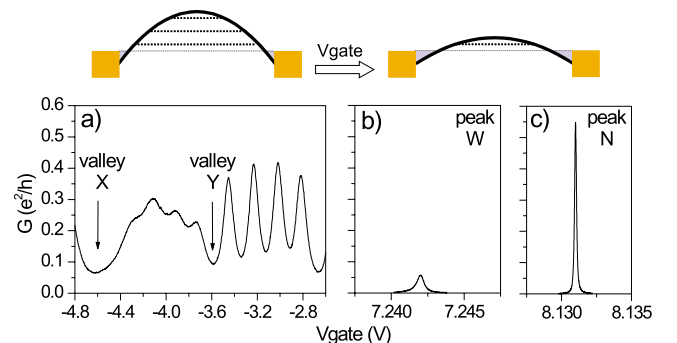 Vgate
a)
valley
X
valley
Y
b)
peak
W
c)
peak
N
G (e²/h)
0.6
0.5
0.4
0.3
0.2
0.1
0.0
-4.8 -4.4 -4.0 -3.6 -3.2 -2.8
7.240 7.245
8.130 8.135
Vgate (V)